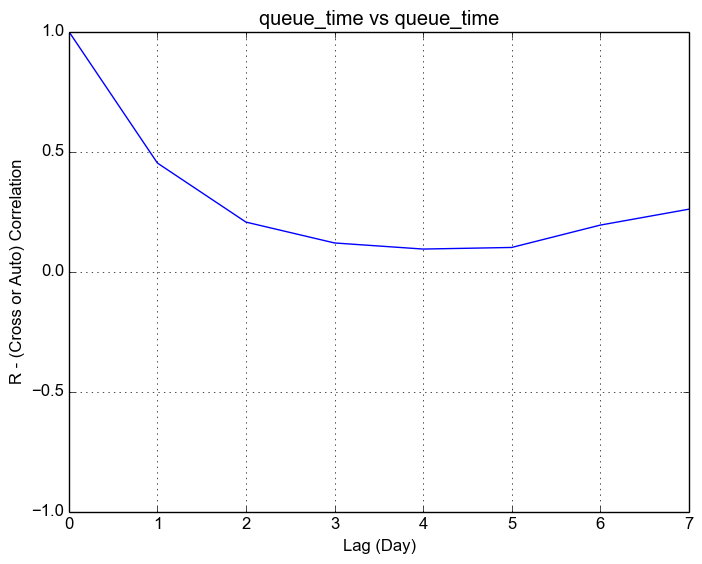 queue_time vs queue_time
1.0
0.5
0.0
−0.5
−1.0
R - (Cross or Auto) Correlation
0 1 2 3 4 5 6 7
Lag (Day)